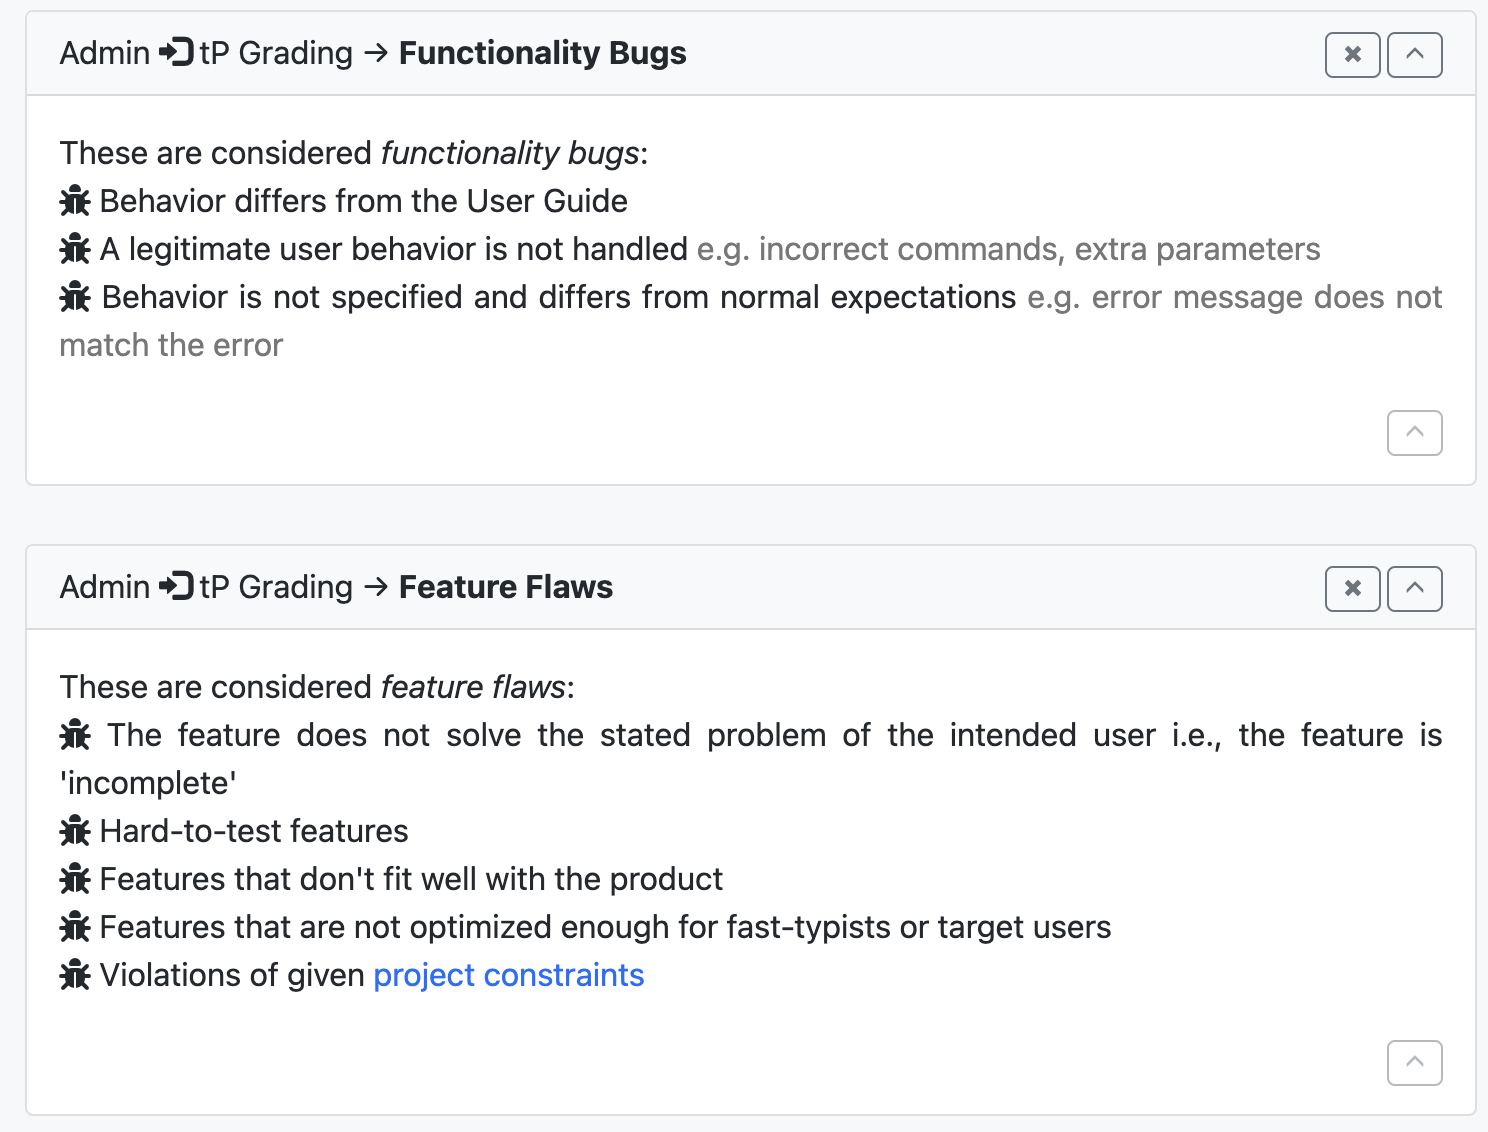 Admin tP Grading → Functionality Bugs
These are considered functionality bugs:
Behavior differs from the User Guide
A legitimate user behavior is not handled e.g. incorrect commands, extra parameters
Behavior is not specified and differs from normal expectations e.g. error message does not
match the error
Admin tP Grading → Feature Flaws
These are considered feature flaws:
The feature does not solve the stated problem of the intended user i.e., the feature is
'incomplete'
Hard-to-test features
Features that don't fit well with the product
Features that are not optimized enough for fast-typists or target users
Violations of given project constraints